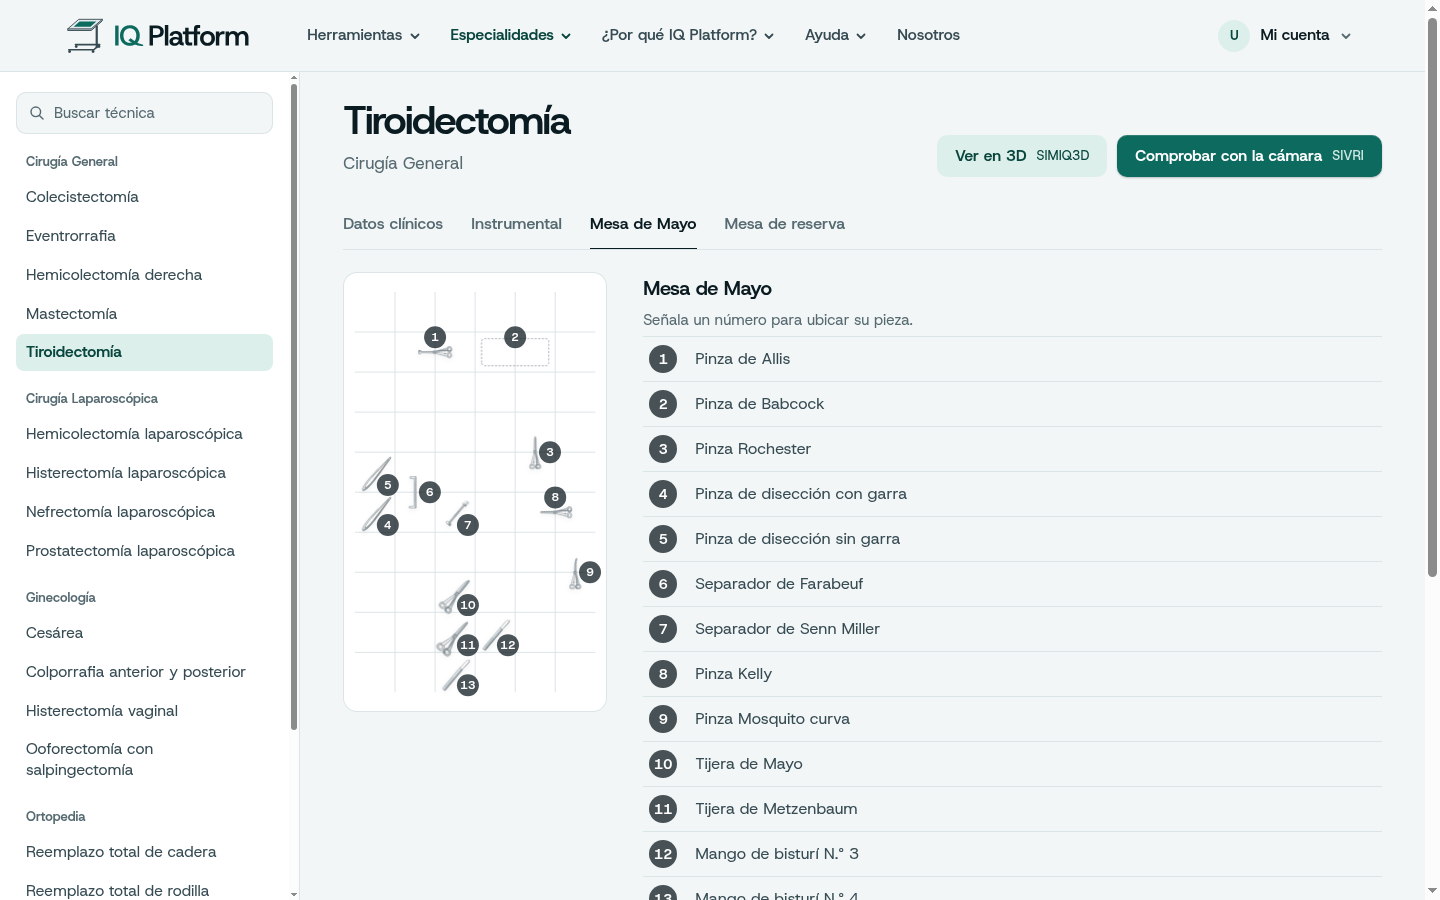 IQ Platform
Herramientas
Especialidades
¿Por qué IQ Platform?
Ayuda
Nosotros
U
Mi cuenta
Buscar técnica
Cirugía General
Colecistectomía
Eventrorrafia
Hemicolectomía derecha
Mastectomía
Tiroidectomía
Cirugía Laparoscópica
Hemicolectomía laparoscópica
Histerectomía laparoscópica
Nefrectomía laparoscópica
Prostatectomía laparoscópica
Ginecología
Cesárea
Colporrafia anterior y posterior
Histerectomía vaginal
Ooforectomía con
salpingectomía
Ortopedia
Reemplazo total de cadera
Reemplazo total de rodilla
Tiroidectomía
Cirugía General
Ver en 3D SIMIQ3D
Comprobar con la cámara SIVRI
Datos clínicos
Instrumental
Mesa de Mayo
Mesa de reserva
1
2
3
5
6
8
4
7
9
10
11
12
13
Mesa de Mayo
Señala un número para ubicar su pieza.
1 Pinza de Allis
2 Pinza de Babcock
3 Pinza Rochester
4 Pinza de disección con garra
5 Pinza de disección sin garra
6 Separador de Farabeuf
7 Separador de Senn Miller
8 Pinza Kelly
9 Pinza Mosquito curva
10 Tijera de Mayo
11 Tijera de Metzenbaum
12 Mango de bisturí N.° 3
13 Mango de bisturí N.° 4